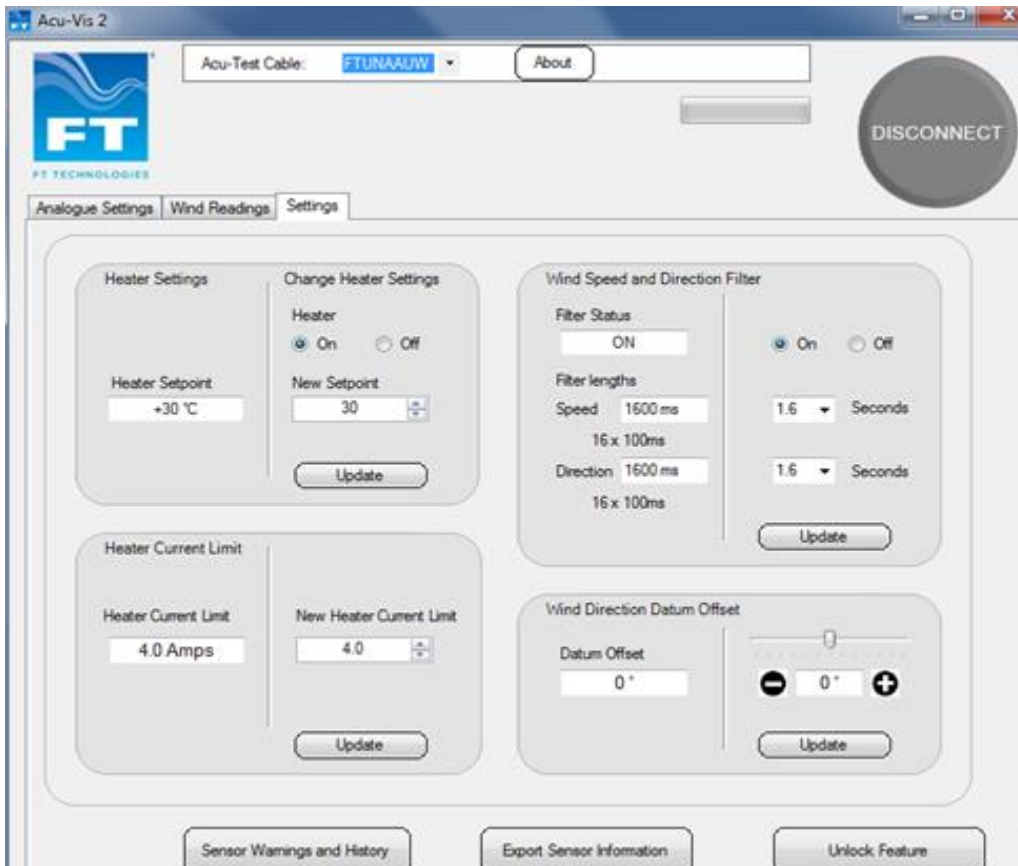 Acu-Vis 2
Acu-Test Cable: FTUNAAUW About
FT
FT TECHNOLOGIES
DISCONNECT
Analogue Settings Wind Readings Settings
Heater Settings
Change Heater Settings
Heater
On Off
Heater Setpoint
+30 °C
New Setpoint
30
Update
Wind Speed and Direction Filter
Filter Status
ON
On Off
Filter lengths
Speed 1600 ms 1.6 Seconds
16 x 100ms
Direction 1600 ms 1.6 Seconds
16 x 100ms
Update
Heater Current Limit
Heater Current Limit
4.0 Amps
New Heater Current Limit
4.0
Update
Wind Direction Datum Offset
Datum Offset
0 °
0 °
Update
Sensor Warnings and History
Export Sensor Information
Unlock Feature